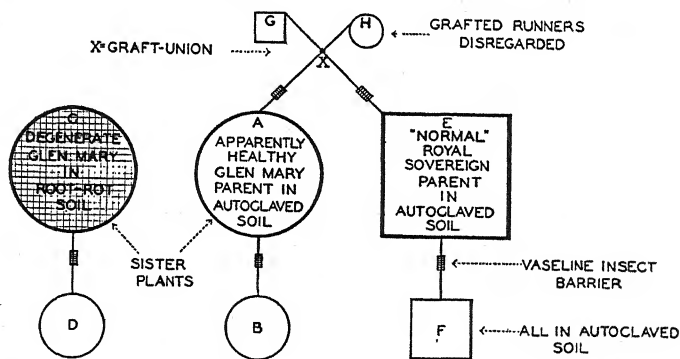 G
H
GRAFTED RUNNERS
DISREGARDED
X=GRAFT-UNION
X
C
DEGENERATE
GLEN MARY
IN
ROOT-ROT
SOIL
A
APPARENTLY
HEALTHY
GLEN MARY
PARENT IN
AUTOCLAVED
SOIL
E
"NORMAL"
ROYAL
SOVEREIGN
PARENT
IN
AUTOCLAVED
SOIL
SISTER
PLANTS
VASELINE INSECT
BARRIER
D
B
F
ALL IN AUTOCLAVED
SOIL